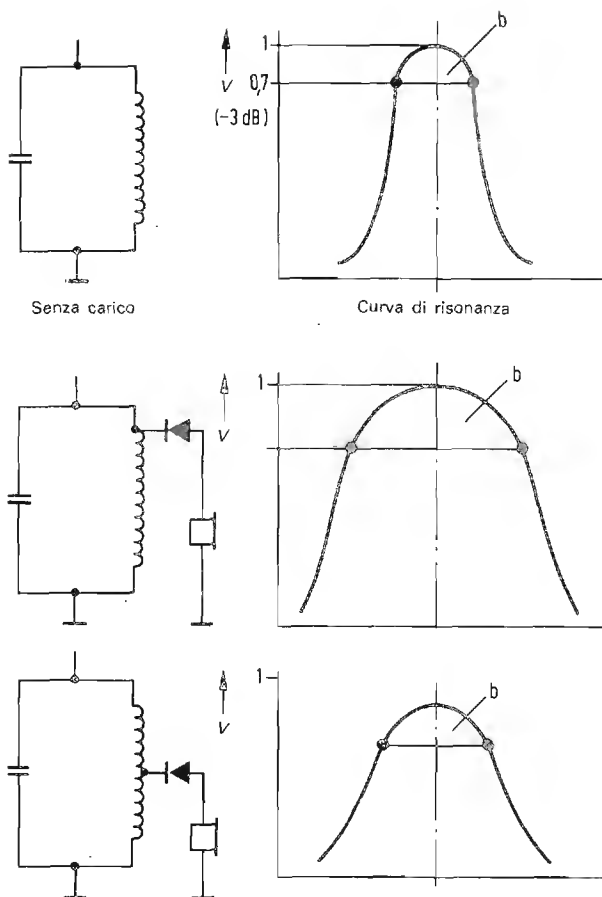 1
b
V
0,7
(−3 dB)
Senza carico
Curva di risonanza
1
b
V
1
b
V